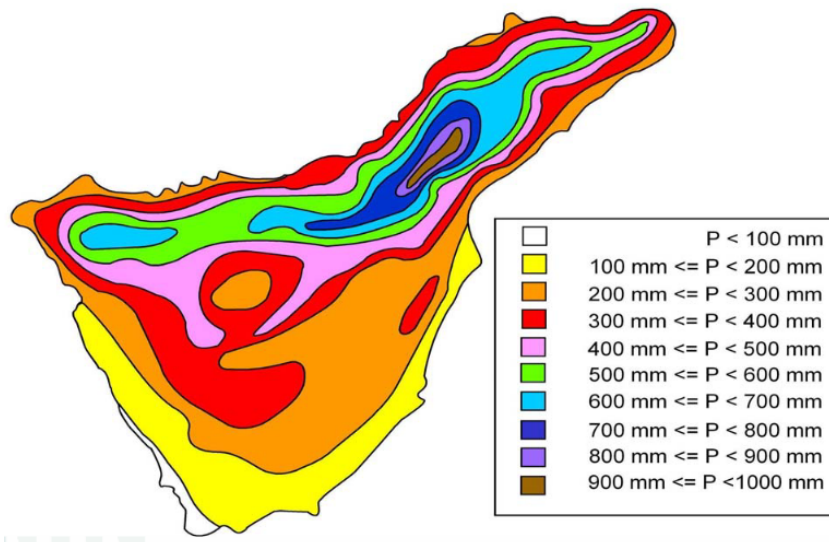 P < 100 mm
100 mm <= P < 200 mm
200 mm <= P < 300 mm
300 mm <= P < 400 mm
400 mm <= P < 500 mm
500 mm <= P < 600 mm
600 mm <= P < 700 mm
700 mm <= P < 800 mm
800 mm <= P < 900 mm
900 mm <= P <1000 mm